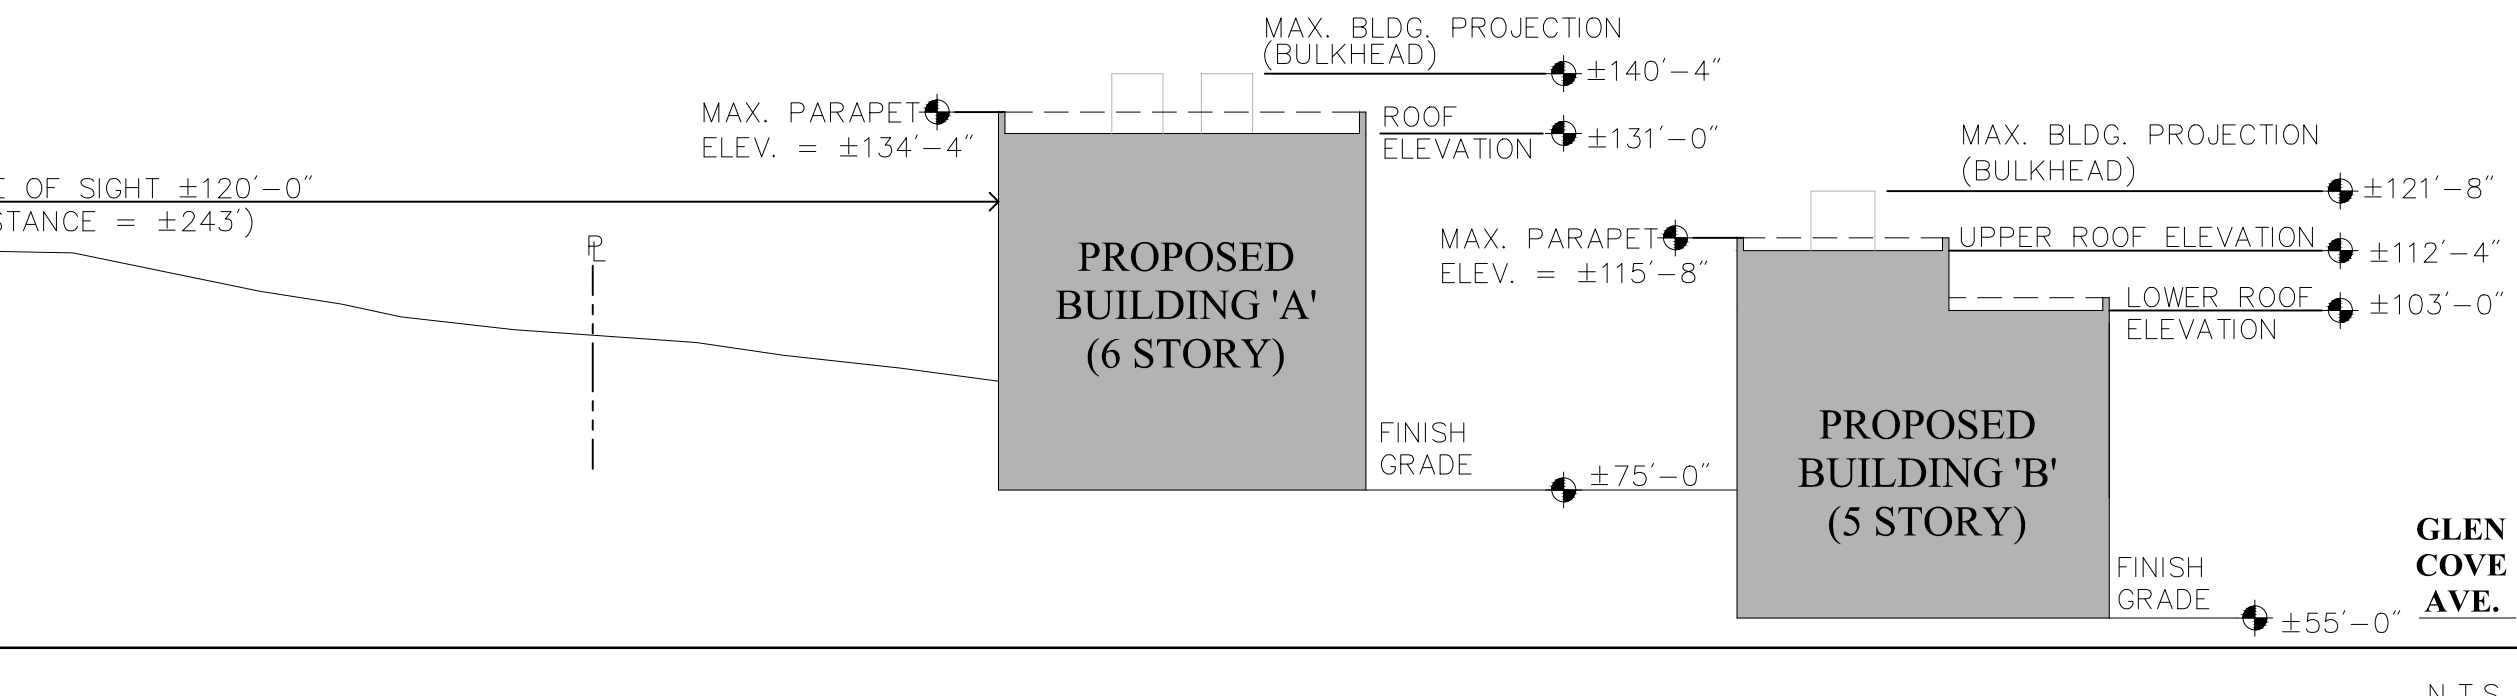 MAX. BLDG. PROJECTION
(BULKHEAD)
±140'-4"
MAX. PARAPET
ELEV. = ±134'-4"
ROOF
ELEVATION
±131'-0"
OF SIGHT ±120'-0"
= ±243')
PROPOSED
BUILDING 'A'
(6 STORY)
FINISH
GRADE
±75'-0"
MAX. BLDG. PROJECTION
(BULKHEAD)
±121'-8"
MAX. PARAPET
ELEV. = ±115'-8"
UPPER ROOF ELEVATION
±112'-4"
LOWER ROOF
ELEVATION
±103'-0"
PROPOSED
BUILDING 'B'
(5 STORY)
FINISH
GRADE
±55'-0"
GLEN
COVE
AVE.
PL